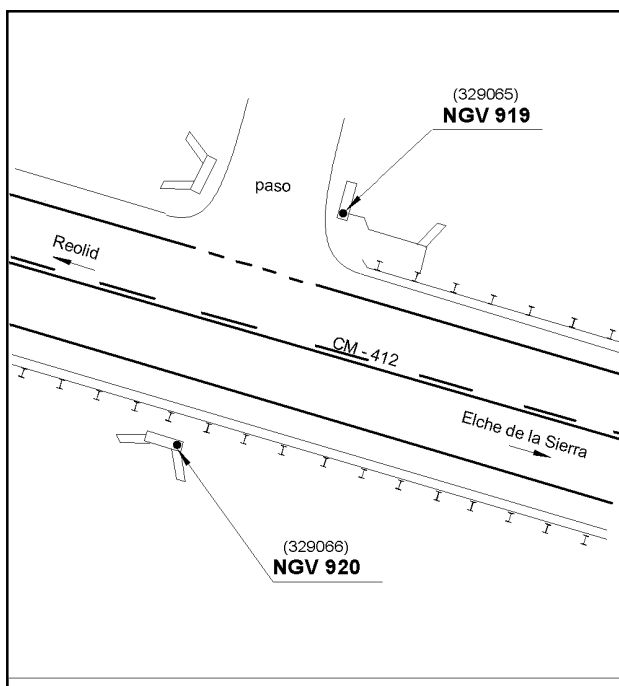 (329065)
NGV 919
paso
Reolid
CM - 412
Elche de la Sierra
(329066)
NGV 920